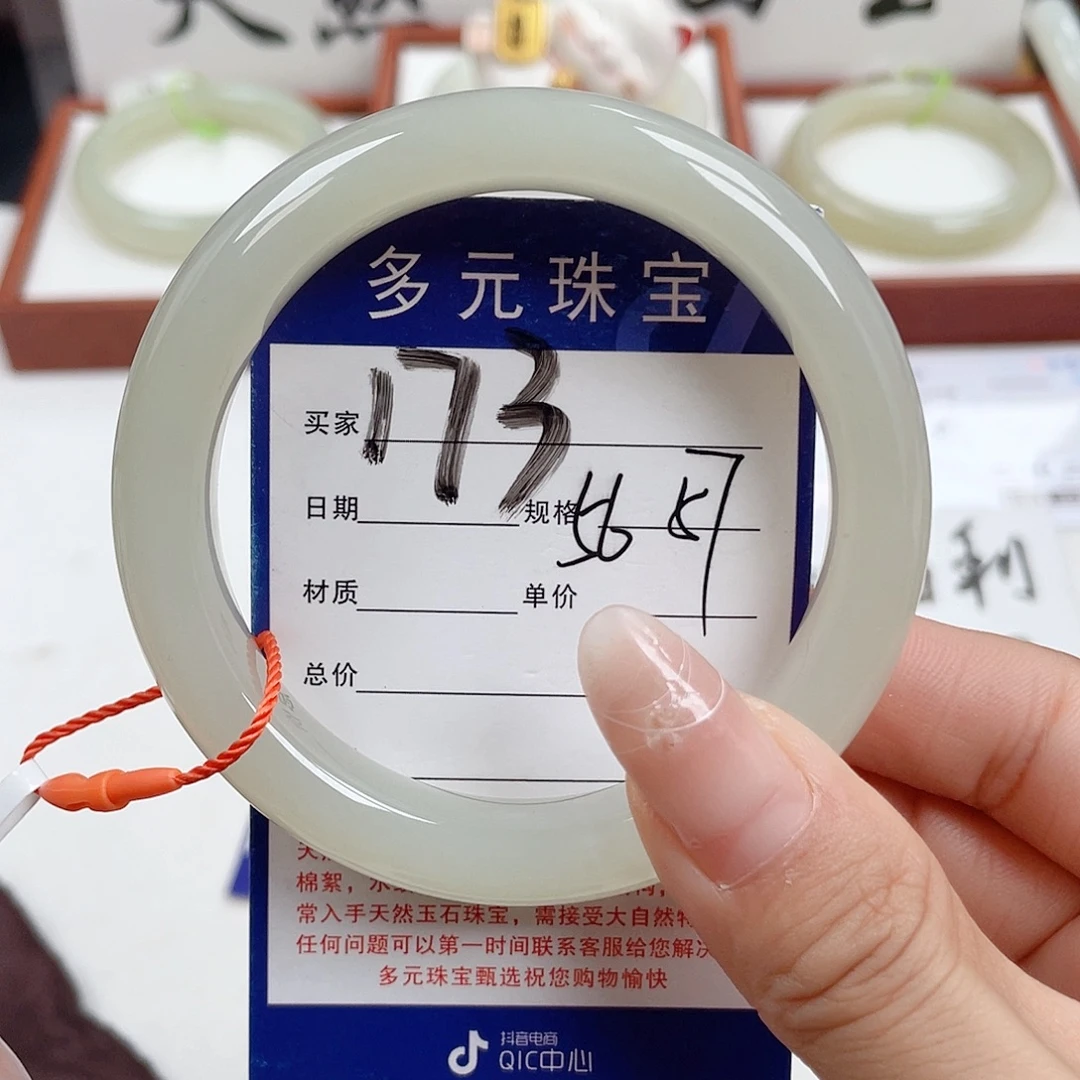 多元珠宝
173
买家
日期 规格 56 57
材质 单价
总价
棉絮，水
常入手天然玉石珠宝，需接受大自然
任何问题可以第一时间联系客服给您解决
多元珠宝甄选祝您购物愉快
抖音电商
QIC中心
利